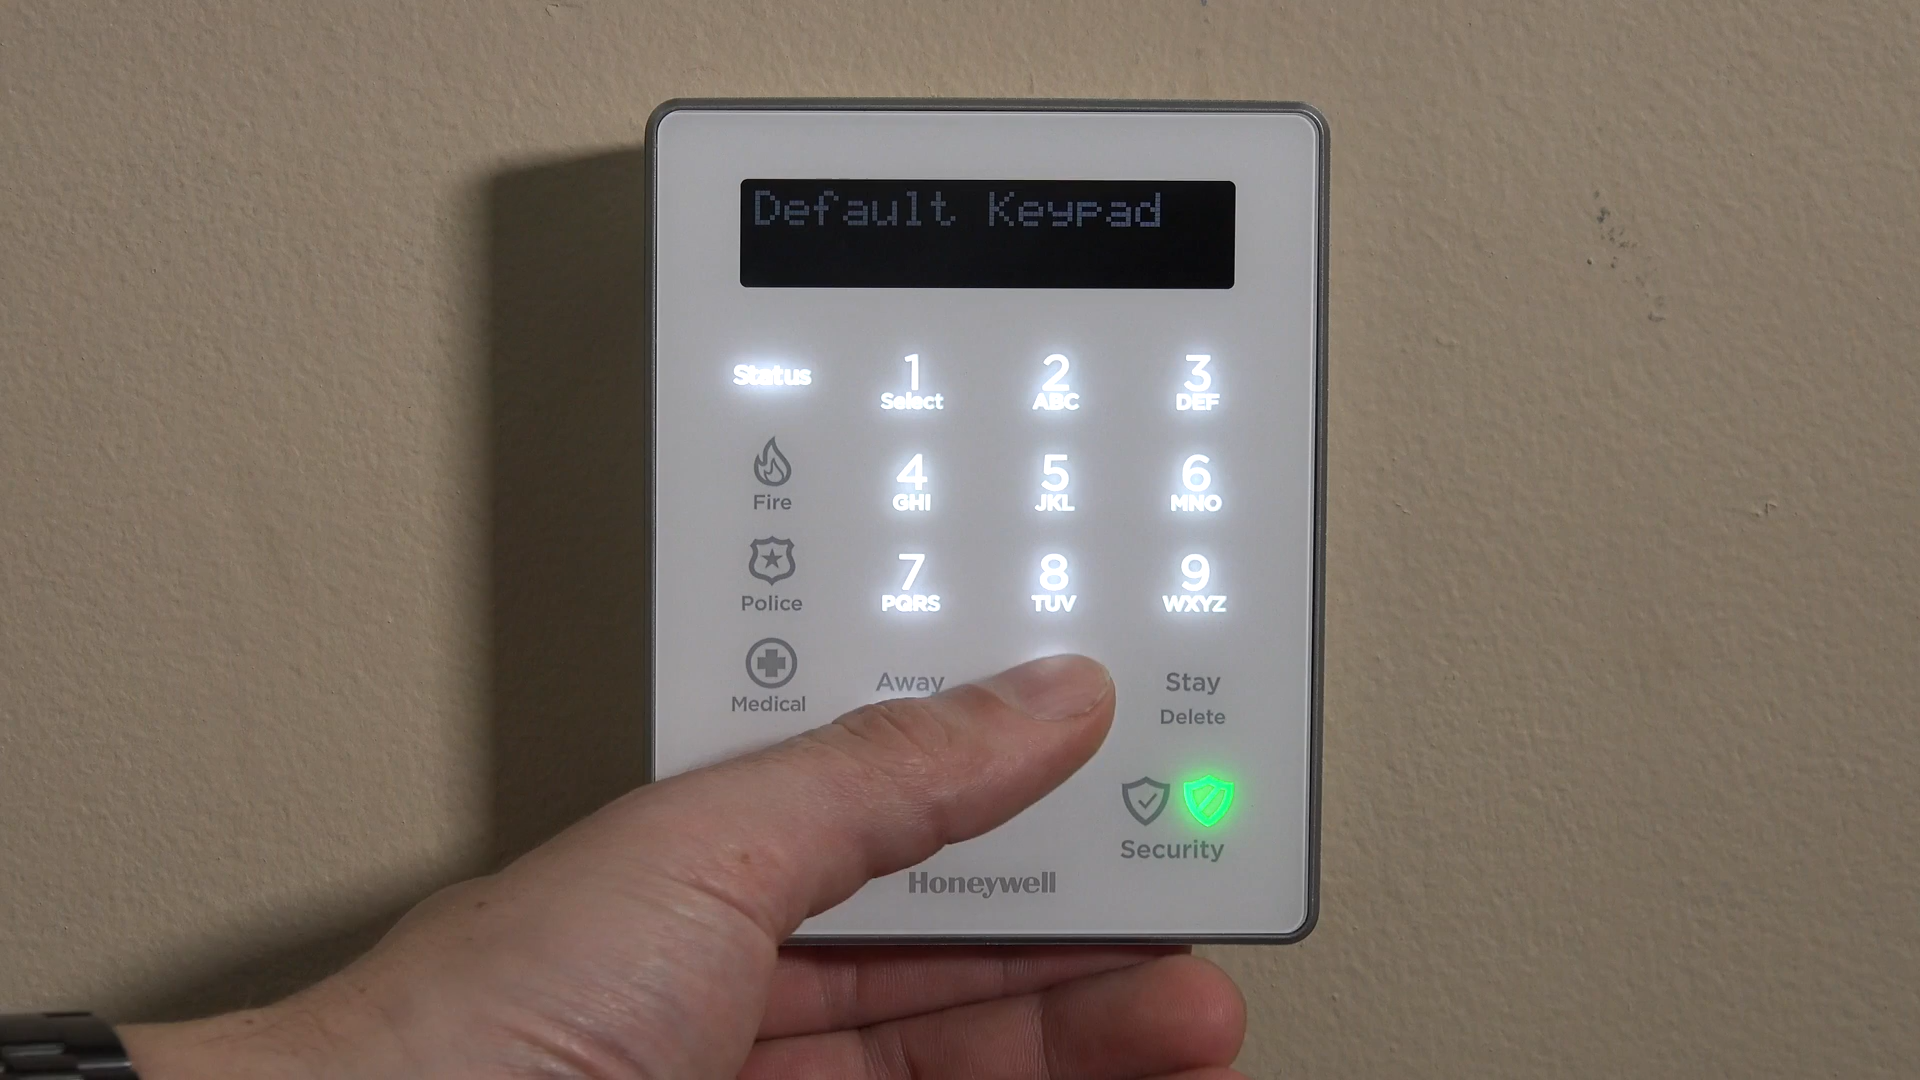 Default Keypad
Status
1
Select
2
ABC
3
DEF
Fire
4
GHI
5
JKL
6
MNO
Police
7
PQRS
8
TUV
9
WXYZ
Medical
Away
Stay
Delete
Security
Honeywell